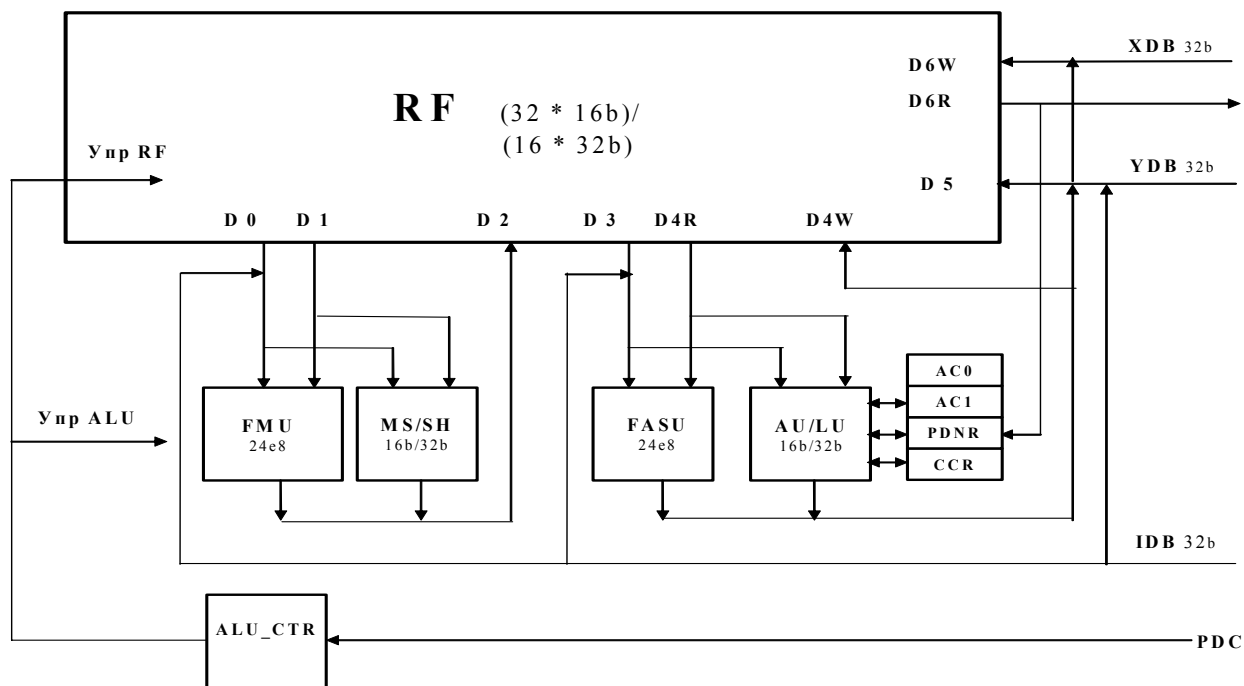 XDB 32b
D6W
RF (32 * 16b)/
(16 * 32b)
D6R
Упр RF
YDB 32b
D 5
D 0 D 1 D 2 D 3 D4R D4W
AC0
AC1
PDNR
CCR
Упр ALU
FMU
24e8
MS/SH
16b/32b
FASU
24e8
AU/LU
16b/32b
IDB 32b
ALU_CTR
PDC